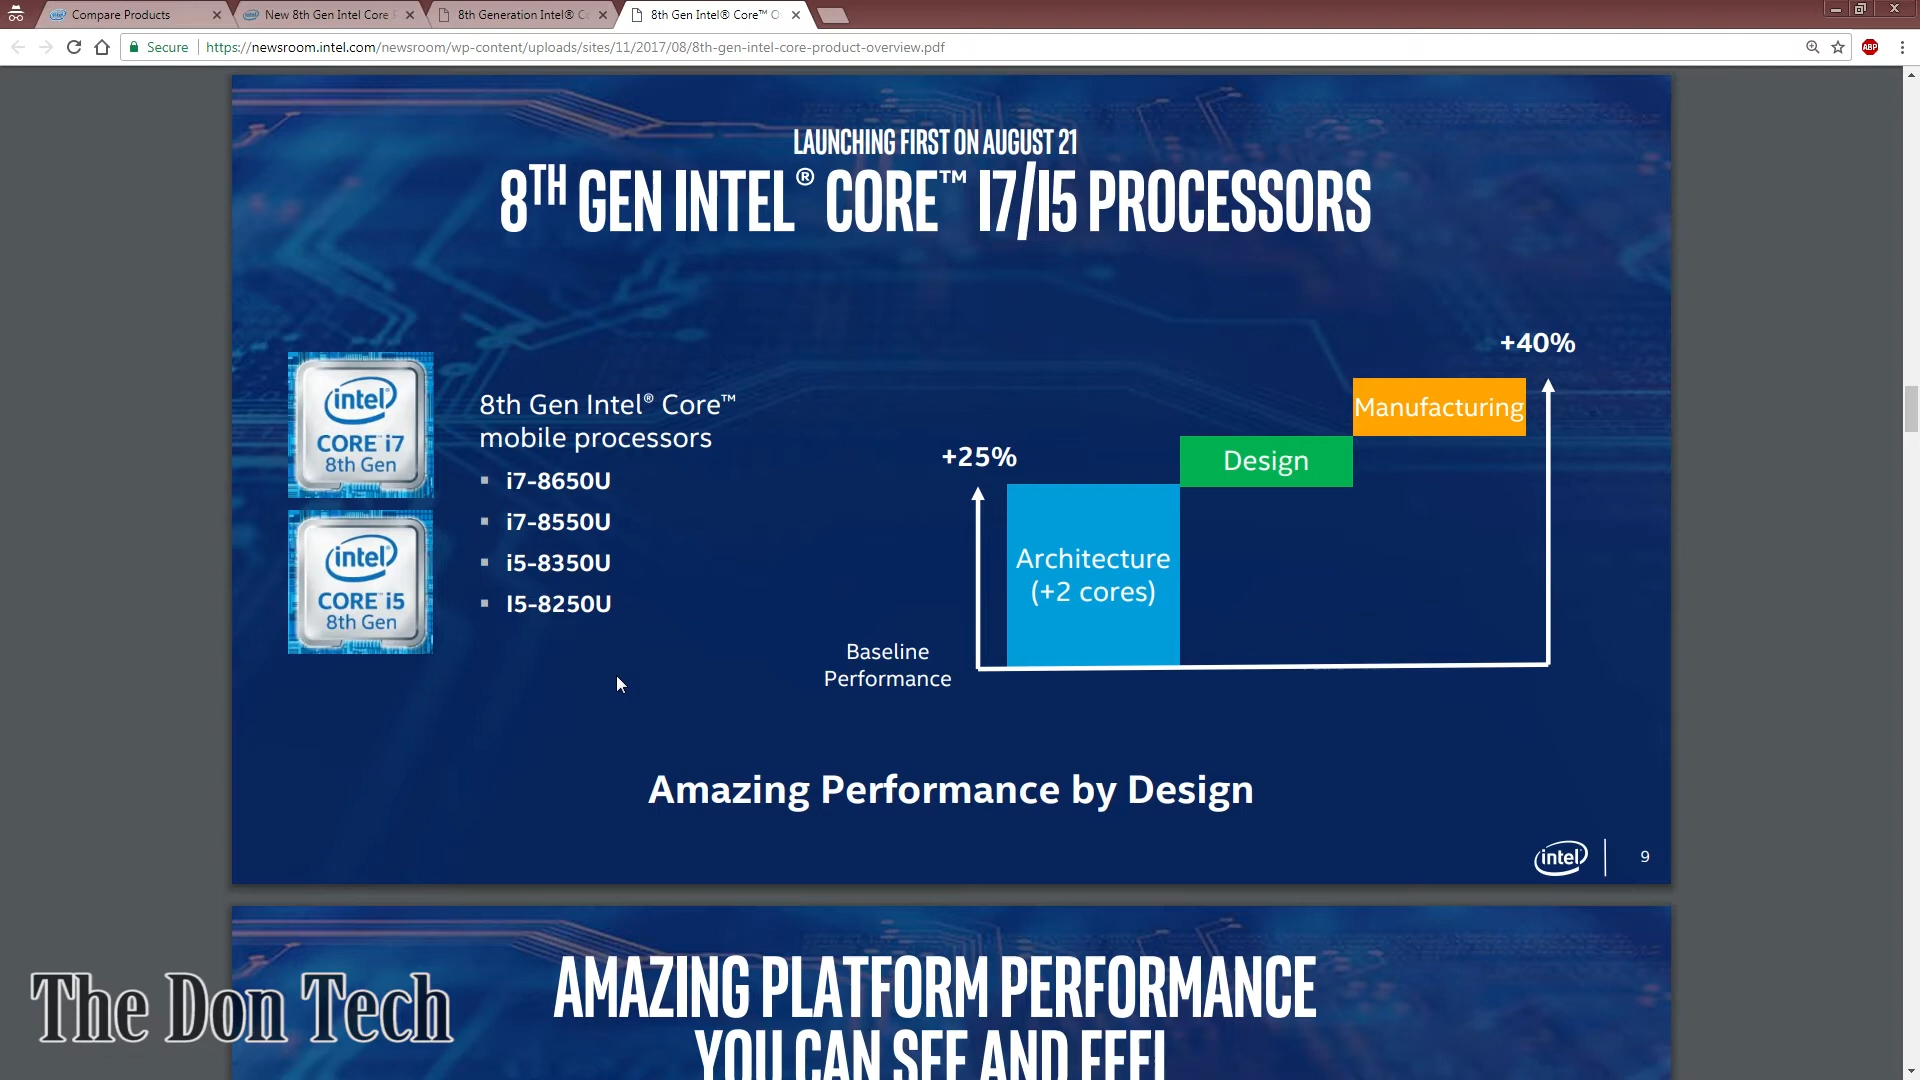 Compare Products
New 8th Gen Intel Core
8th Generation Intel® C
8th Gen Intel® Core™ O
Secure
https://newsroom.intel.com/newsroom/wp-content/uploads/sites/11/2017/08/8th-gen-intel-core-product-overview.pdf
ABP
LAUNCHING FIRST ON AUGUST 21
8TH GEN INTEL® CORE™ I7/I5 PROCESSORS
intel®
CORE™ i7
8th Gen
intel®
CORE™ i5
8th Gen
8th Gen Intel® Core™
mobile processors
▪ i7-8650U
▪ i7-8550U
▪ i5-8350U
▪ I5-8250U
+40%
Manufacturing
+25%
Design
Architecture
(+2 cores)
Baseline
Performance
Amazing Performance by Design
intel®
9
AMAZING PLATFORM PERFORMANCE
YOU CAN SEE AND FEEL
The Don Tech